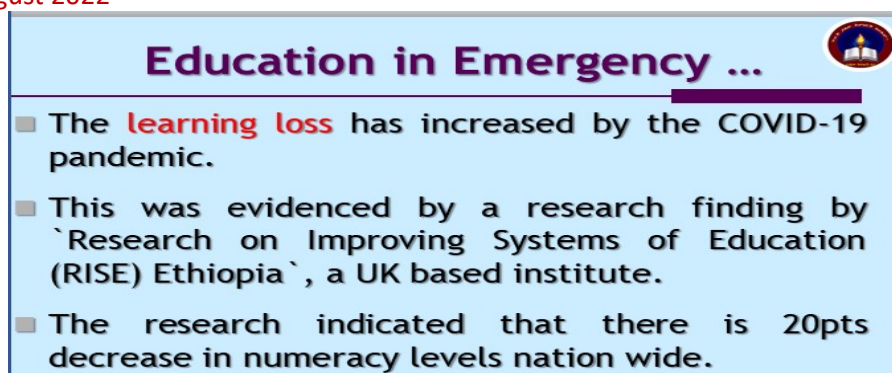 August 2022
Education in Emergency ...
The learning loss has increased by the COVID-19
pandemic.
This was evidenced by a research finding by
`Research on Improving Systems of Education
(RISE) Ethiopia`, a UK based institute.
The research indicated that there is 20pts
decrease in numeracy levels nation wide.